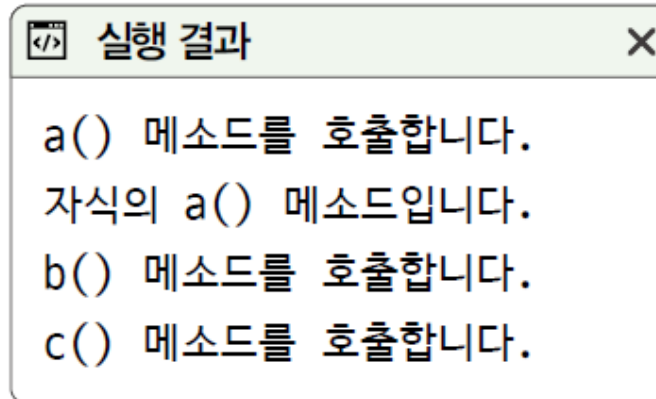 실행 결과
a() 메소드를 호출합니다.
자식의 a() 메소드입니다.
b() 메소드를 호출합니다.
c() 메소드를 호출합니다.